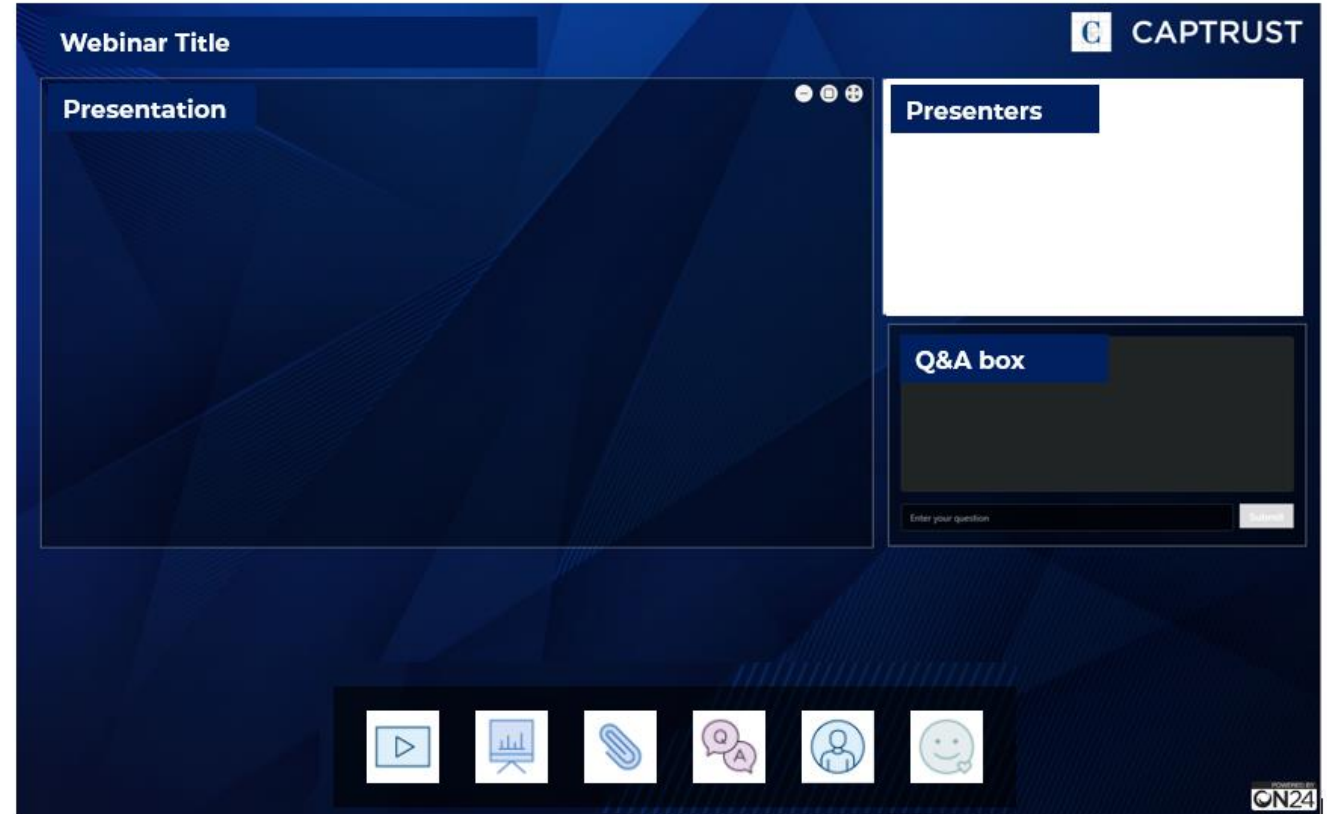 Webinar Title
C CAPTRUST
Presentation
Presenters
Q&A box
Enter your question
Submit
Q
A
POWERED BY
ON24